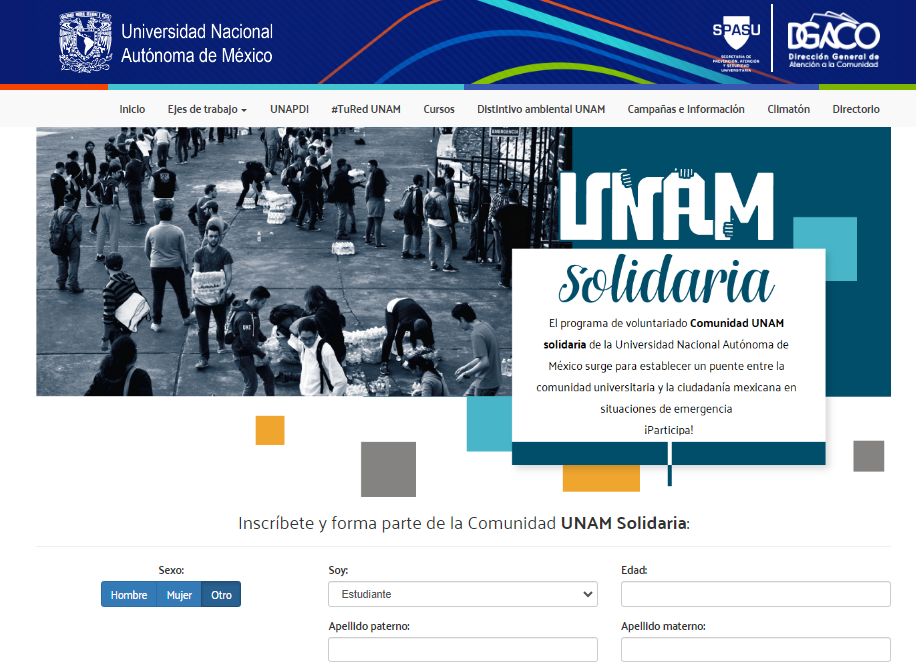 Universidad Nacional
Autónoma de México
SPASU
SECRETARÍA DE
PREVENCIÓN, ATENCIÓN
Y SEGURIDAD
UNIVERSITARIA
DGACO
Dirección General de
Atención a la Comunidad
Inicio Ejes de trabajo UNAPDI #TuRed UNAM Cursos Distintivo ambiental UNAM Campañas e Información Climatón Directorio
EMERGENCIA
UNAM
solidaria
El programa de voluntariado Comunidad UNAM
solidaria de la Universidad Nacional Autónoma de
México surge para establecer un puente entre la
comunidad universitaria y la ciudadanía mexicana en
situaciones de emergencia
¡Participa!
Inscríbete y forma parte de la Comunidad UNAM Solidaria:
Sexo: Soy: Edad:
Hombre Mujer Otro Estudiante
Apellido paterno: Apellido materno: